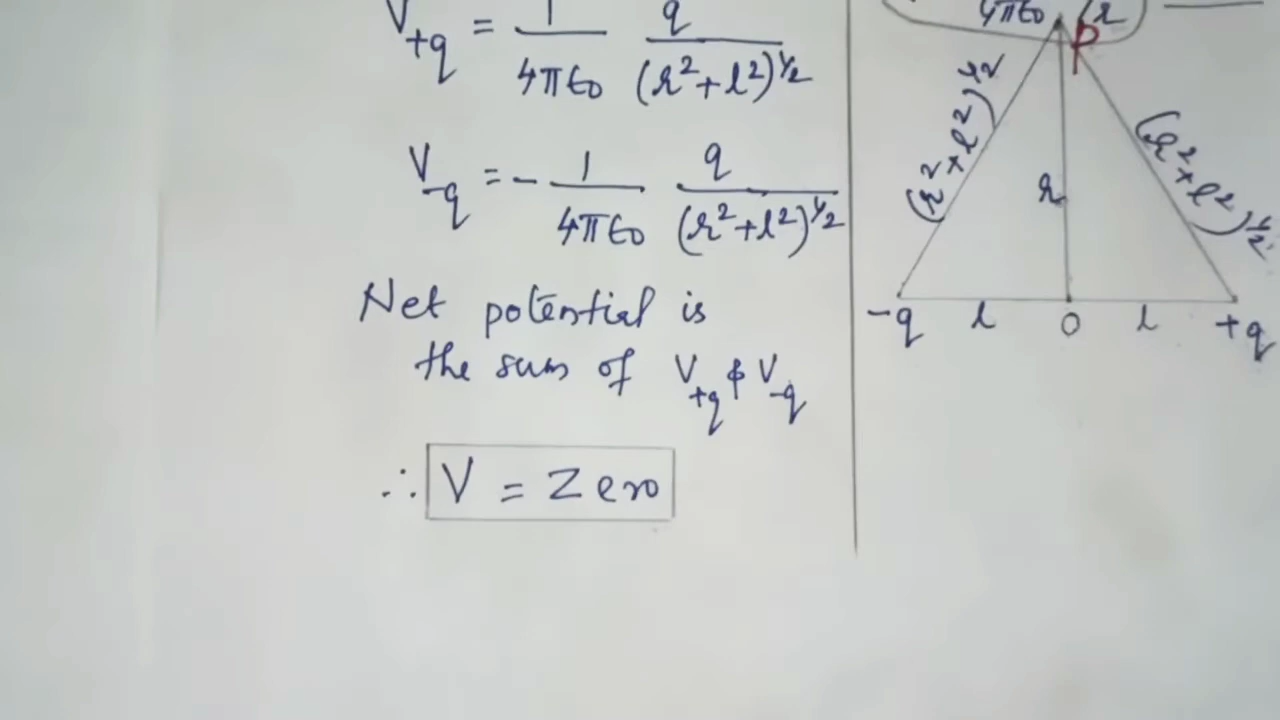 V+q = 1/4πϵ0 q/(r²+l²)^½
V-q = - 1/4πϵ0 q/(r²+l²)^½
Net potential is
the sum of V+q & V-q
∴ V = Zero
4πϵ0 (r
P
(r²+l²)^½
(r²+l²)^½
r
-q l O l +q